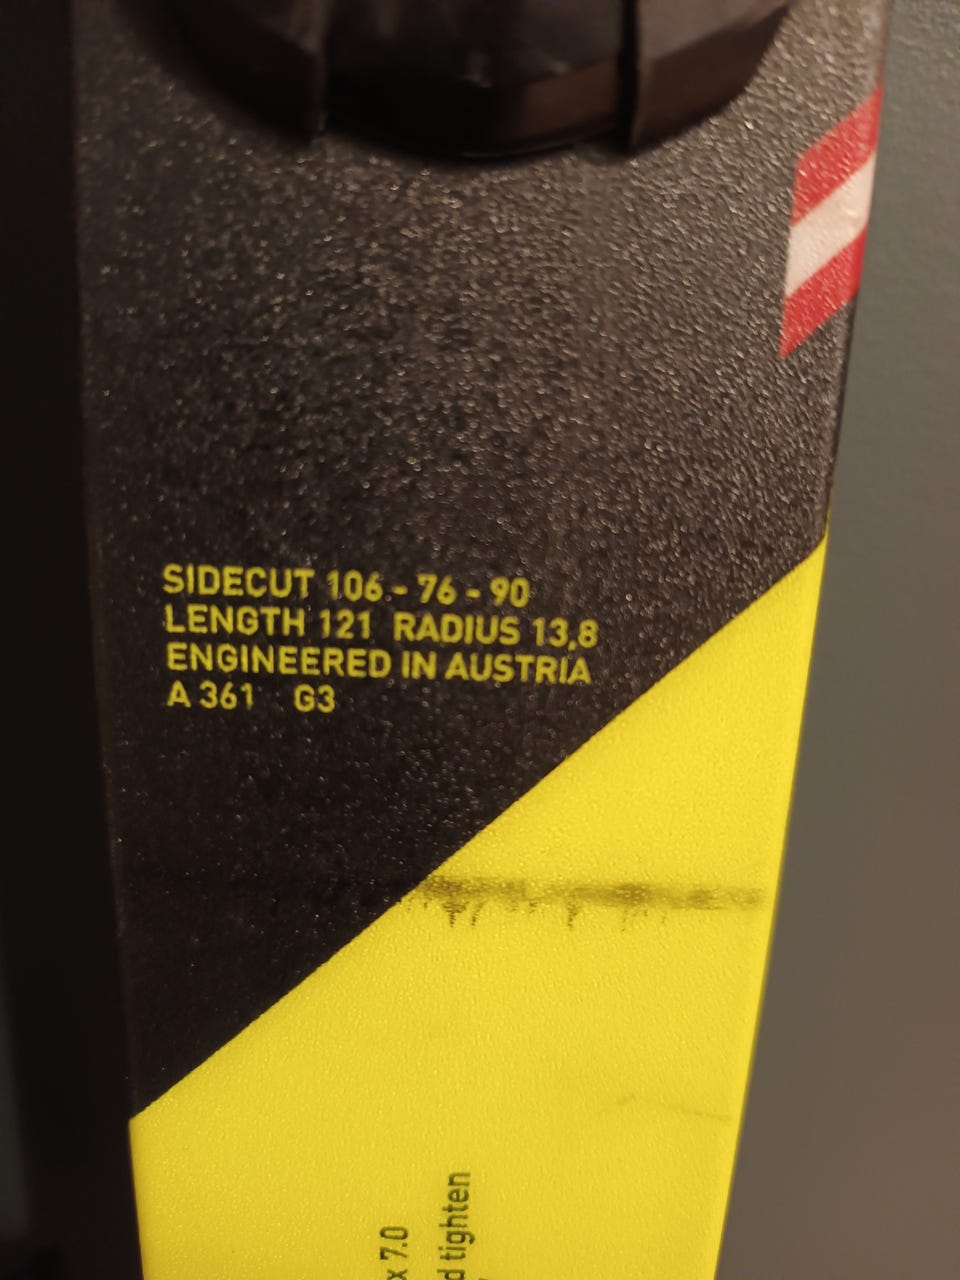 SIDECUT 106 - 76 - 90
LENGTH 121 RADIUS 13,8
ENGINEERED IN AUSTRIA
A 361 G3
x 7.0
d tighten